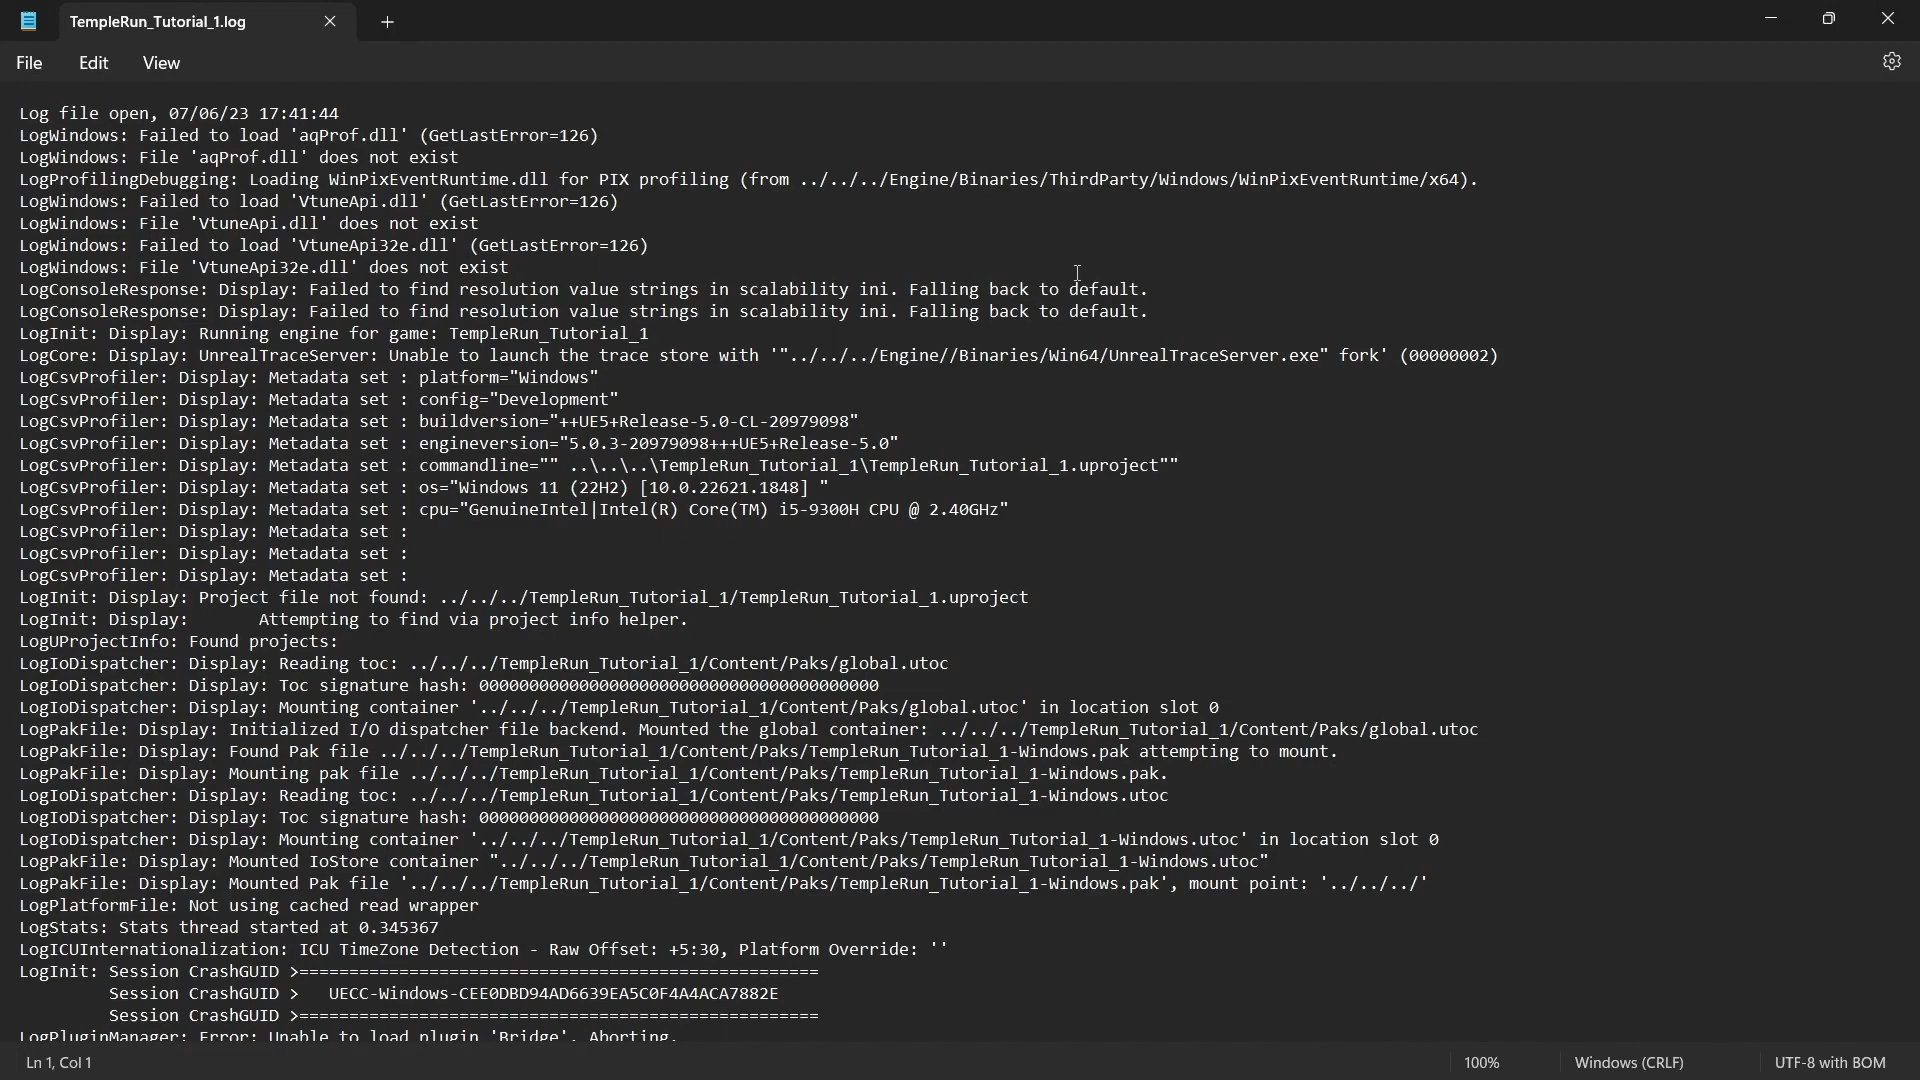 TempleRun_Tutorial_1.log
File Edit View
Log file open, 07/06/23 17:41:44
LogWindows: Failed to load 'aqProf.dll' (GetLastError=126)
LogWindows: File 'aqProf.dll' does not exist
LogProfilingDebugging: Loading WinPixEventRuntime.dll for PIX profiling (from ../../../Engine/Binaries/ThirdParty/Windows/WinPixEventRuntime/x64).
LogWindows: Failed to load 'VtuneApi.dll' (GetLastError=126)
LogWindows: File 'VtuneApi.dll' does not exist
LogWindows: Failed to load 'VtuneApi32e.dll' (GetLastError=126)
LogWindows: File 'VtuneApi32e.dll' does not exist
LogConsoleResponse: Display: Failed to find resolution value strings in scalability ini. Falling back to default.
LogConsoleResponse: Display: Failed to find resolution value strings in scalability ini. Falling back to default.
LogInit: Display: Running engine for game: TempleRun_Tutorial_1
LogCore: Display: UnrealTraceServer: Unable to launch the trace store with '"../../../Engine//Binaries/Win64/UnrealTraceServer.exe" fork' (00000002)
LogCsvProfiler: Display: Metadata set : platform="Windows"
LogCsvProfiler: Display: Metadata set : config="Development"
LogCsvProfiler: Display: Metadata set : buildversion="++UE5+Release-5.0-CL-20979098"
LogCsvProfiler: Display: Metadata set : engineversion="5.0.3-20979098+++UE5+Release-5.0"
LogCsvProfiler: Display: Metadata set : commandline="" ..\..\..\TempleRun_Tutorial_1\TempleRun_Tutorial_1.uproject""
LogCsvProfiler: Display: Metadata set : os="Windows 11 (22H2) [10.0.22621.1848] "
LogCsvProfiler: Display: Metadata set : cpu="GenuineIntel|Intel(R) Core(TM) i5-9300H CPU @ 2.40GHz"
LogCsvProfiler: Display: Metadata set :
LogCsvProfiler: Display: Metadata set :
LogCsvProfiler: Display: Metadata set :
LogInit: Display: Project file not found: ../../../TempleRun_Tutorial_1/TempleRun_Tutorial_1.uproject
LogInit: Display:       Attempting to find via project info helper.
LogUProjectInfo: Found projects:
LogIoDispatcher: Display: Reading toc: ../../../TempleRun_Tutorial_1/Content/Paks/global.utoc
LogIoDispatcher: Display: Toc signature hash: 0000000000000000000000000000000000000000
LogIoDispatcher: Display: Mounting container '../../../TempleRun_Tutorial_1/Content/Paks/global.utoc' in location slot 0
LogPakFile: Display: Initialized I/O dispatcher file backend. Mounted the global container: ../../../TempleRun_Tutorial_1/Content/Paks/global.utoc
LogPakFile: Display: Found Pak file ../../../TempleRun_Tutorial_1/Content/Paks/TempleRun_Tutorial_1-Windows.pak attempting to mount.
LogPakFile: Display: Mounting pak file ../../../TempleRun_Tutorial_1/Content/Paks/TempleRun_Tutorial_1-Windows.pak.
LogIoDispatcher: Display: Reading toc: ../../../TempleRun_Tutorial_1/Content/Paks/TempleRun_Tutorial_1-Windows.utoc
LogIoDispatcher: Display: Toc signature hash: 0000000000000000000000000000000000000000
LogIoDispatcher: Display: Mounting container '../../../TempleRun_Tutorial_1/Content/Paks/TempleRun_Tutorial_1-Windows.utoc' in location slot 0
LogPakFile: Display: Mounted IoStore container "../../../TempleRun_Tutorial_1/Content/Paks/TempleRun_Tutorial_1-Windows.utoc"
LogPakFile: Display: Mounted Pak file '../../../TempleRun_Tutorial_1/Content/Paks/TempleRun_Tutorial_1-Windows.pak', mount point: '../../../'
LogPlatformFile: Not using cached read wrapper
LogStats: Stats thread started at 0.345367
LogICUInternationalization: ICU TimeZone Detection - Raw Offset: +5:30, Platform Override: ''
LogInit: Session CrashGUID >====================================================
         Session CrashGUID >   UECC-Windows-CEE0DBD94AD6639EA5C0F4A4ACA7882E
         Session CrashGUID >====================================================
LogPluginManager: Error: Unable to load plugin 'Bridge'. Aborting.
Ln 1, Col 1 100% Windows (CRLF) UTF-8 with BOM